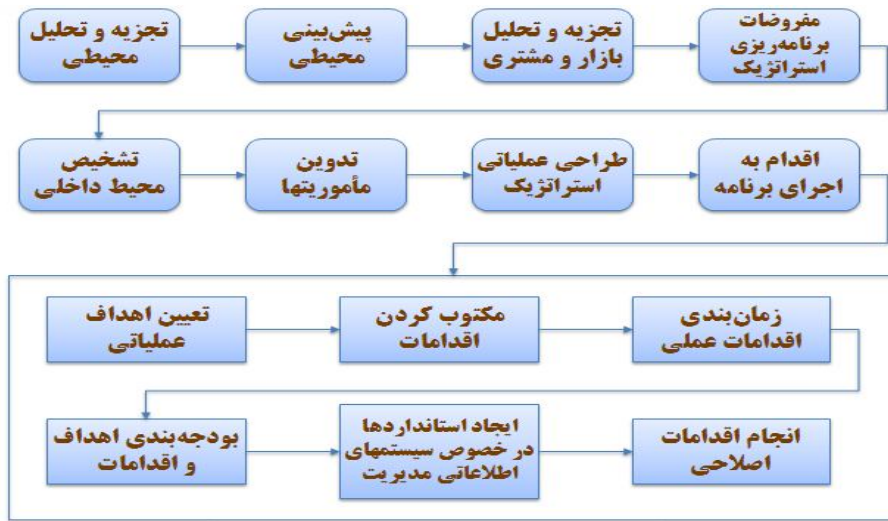 تجزیه و تحلیل
محیطی
پیش‌بینی
محیطی
تجزیه و تحلیل
بازار و مشتری
مفروضات
برنامه‌ریزی
استراتژیک
تشخیص
محیط داخلی
تدوین
مأموریتها
طراحی عملیاتی
استراتژیک
اقدام به
اجرای برنامه
تعیین اهداف
عملیاتی
مکتوب کردن
اقدامات
زمان‌بندی
اقدامات عملی
بودجه‌بندی اهداف
و اقدامات
ایجاد استانداردها
در خصوص سیستمهای
اطلاعاتی مدیریت
انجام اقدامات
اصلاحی